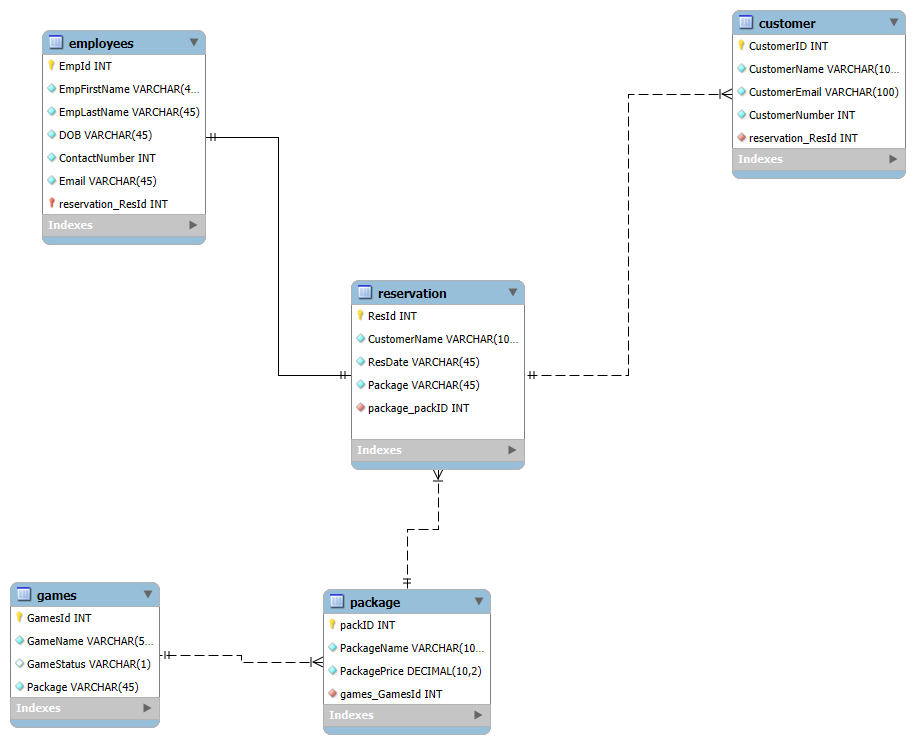 employees
EmpId INT
EmpFirstName VARCHAR(4...
EmpLastName VARCHAR(45)
DOB VARCHAR(45)
ContactNumber INT
Email VARCHAR(45)
reservation_ResId INT
Indexes
customer
CustomerID INT
CustomerName VARCHAR(10...
CustomerEmail VARCHAR(100)
CustomerNumber INT
reservation_ResId INT
Indexes
reservation
ResId INT
CustomerName VARCHAR(10...
ResDate VARCHAR(45)
Package VARCHAR(45)
package_packID INT
Indexes
games
GamesId INT
GameName VARCHAR(5...
GameStatus VARCHAR(1)
Package VARCHAR(45)
Indexes
package
packID INT
PackageName VARCHAR(10...
PackagePrice DECIMAL(10,2)
games_GamesId INT
Indexes